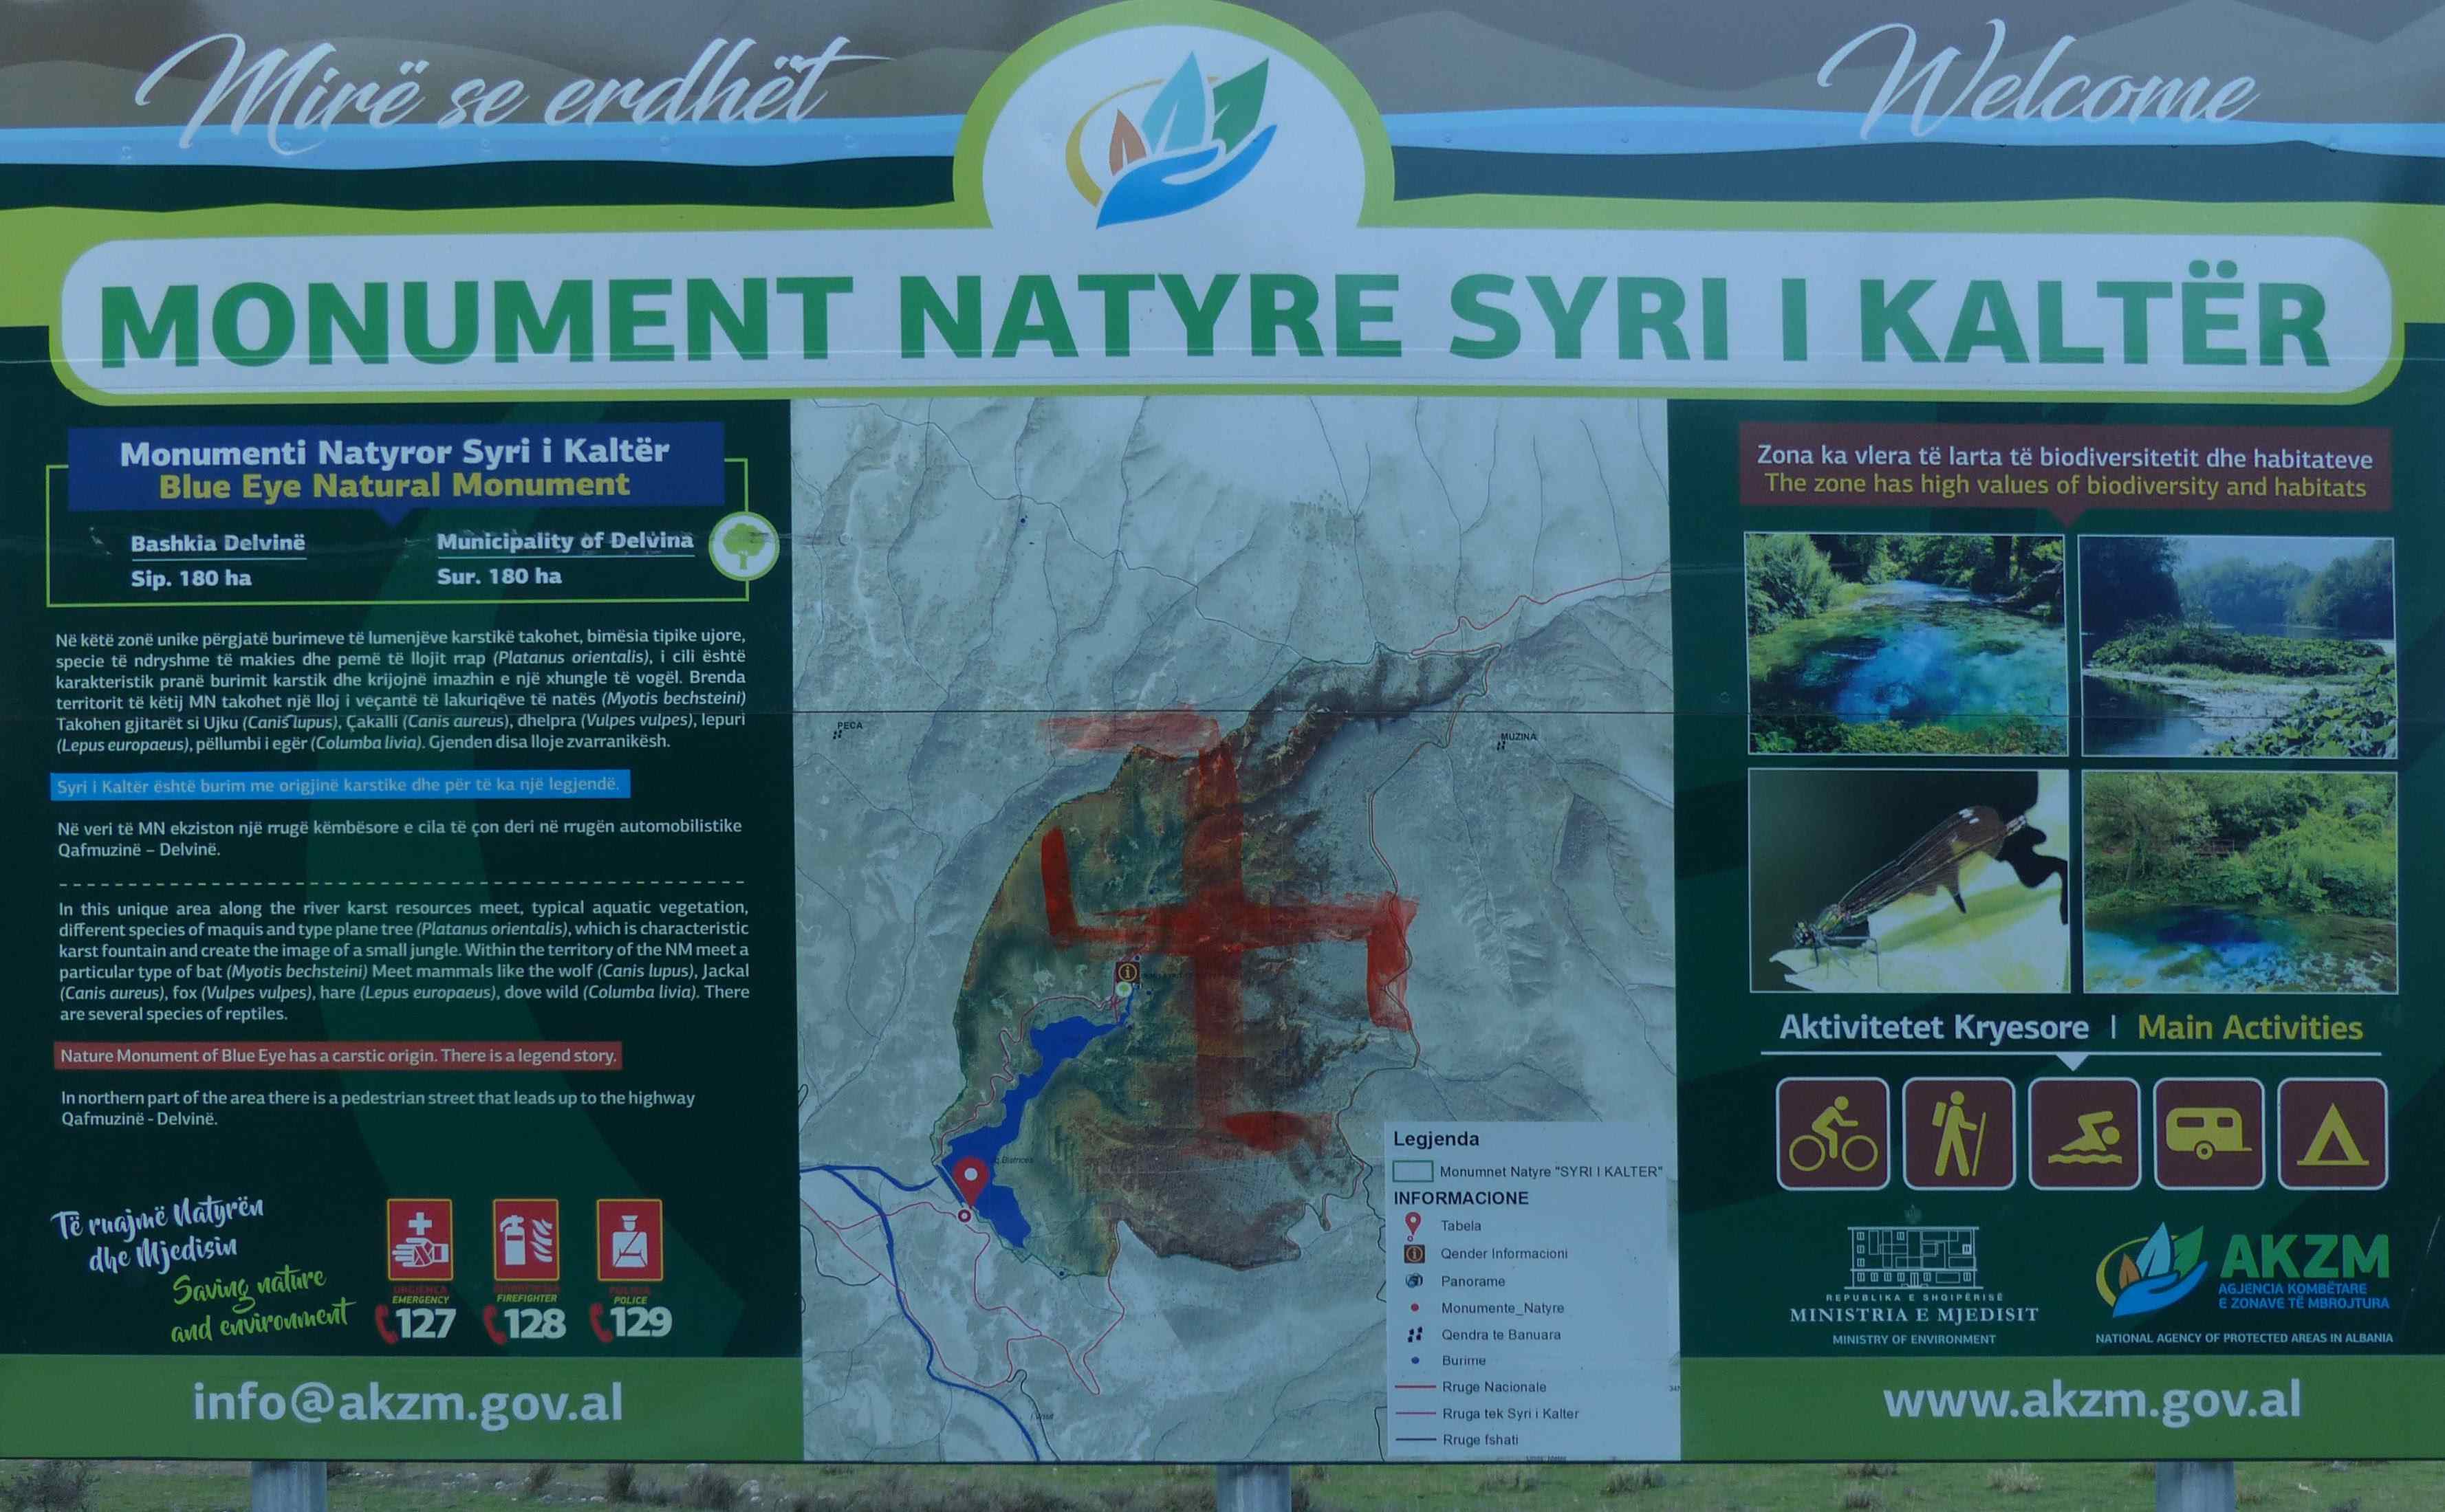 Mirë se erdhët
Welcome
MONUMENT NATYRE SYRI I KALTËR
Monumenti Natyror Syri i Kaltër
Blue Eye Natural Monument
Bashkia Delvinë
Sip. 180 ha
Municipality of Delvina
Sur. 180 ha
Në këtë zonë unike përgjatë burimeve të lumenjëve karstikë takohet, bimësia tipike ujore,
specie të ndryshme të makies dhe pemë të llojit rrap (Platanus orientalis), i cili është
karakteristik pranë burimit karstik dhe krijojnë imazhin e një xhungle të vogël. Brenda
territorit të këtij MN takohet një lloj i veçantë të lakuriqëve të natës (Myotis bechsteini)
Takohen gjitarët si Ujku (Canis lupus), Çakalli (Canis aureus), dhelpra (Vulpes vulpes), lepuri
(Lepus europaeus), pëllumbi i egër (Columba livia). Gjenden disa lloje zvarranikësh.
Syri i Kaltër është burim me origjinë karstike dhe për të ka një legjendë.
Në veri të MN ekziston një rrugë këmbësore e cila të çon deri në rrugën automobilistike
Qafmuzinë – Delvinë.
In this unique area along the river karst resources meet, typical aquatic vegetation,
different species of maquis and type plane tree (Platanus orientalis), which is characteristic
karst fountain and create the image of a small jungle. Within the territory of the NM meet a
particular type of bat (Myotis bechsteini) Meet mammals like the wolf (Canis lupus), Jackal
(Canis aureus), fox (Vulpes vulpes), hare (Lepus europaeus), dove wild (Columba livia). There
are several species of reptiles.
Nature Monument of Blue Eye has a carstic origin. There is a legend story.
In northern part of the area there is a pedestrian street that leads up to the highway
Qafmuzinë - Delvinë.
Të ruajmë Natyrën
dhe Mjedisin
Saving nature
and environment
EMERGENCY
127
FIREFIGHTER
128
POLICE
129
info@akzm.gov.al
PECA
MUZINA
Legjenda
Monumnet Natyre "SYRI I KALTER"
INFORMACIONE
Tabela
Qender Informacioni
Panorame
Monumente_Natyre
Qendra te Banuara
Burime
Rruge Nacionale
Rruga tek Syri i Kalter
Rruge fshati
Zona ka vlera të larta të biodiversitetit dhe habitateve
The zone has high values of biodiversity and habitats
Aktivitetet Kryesore | Main Activities
REPUBLIKA E SHQIPËRISË
MINISTRIA E MJEDISIT
MINISTRY OF ENVIRONMENT
AKZM
AGJENCIA KOMBËTARE
E ZONAVE TË MBROJTURA
NATIONAL AGENCY OF PROTECTED AREAS IN ALBANIA
www.akzm.gov.al